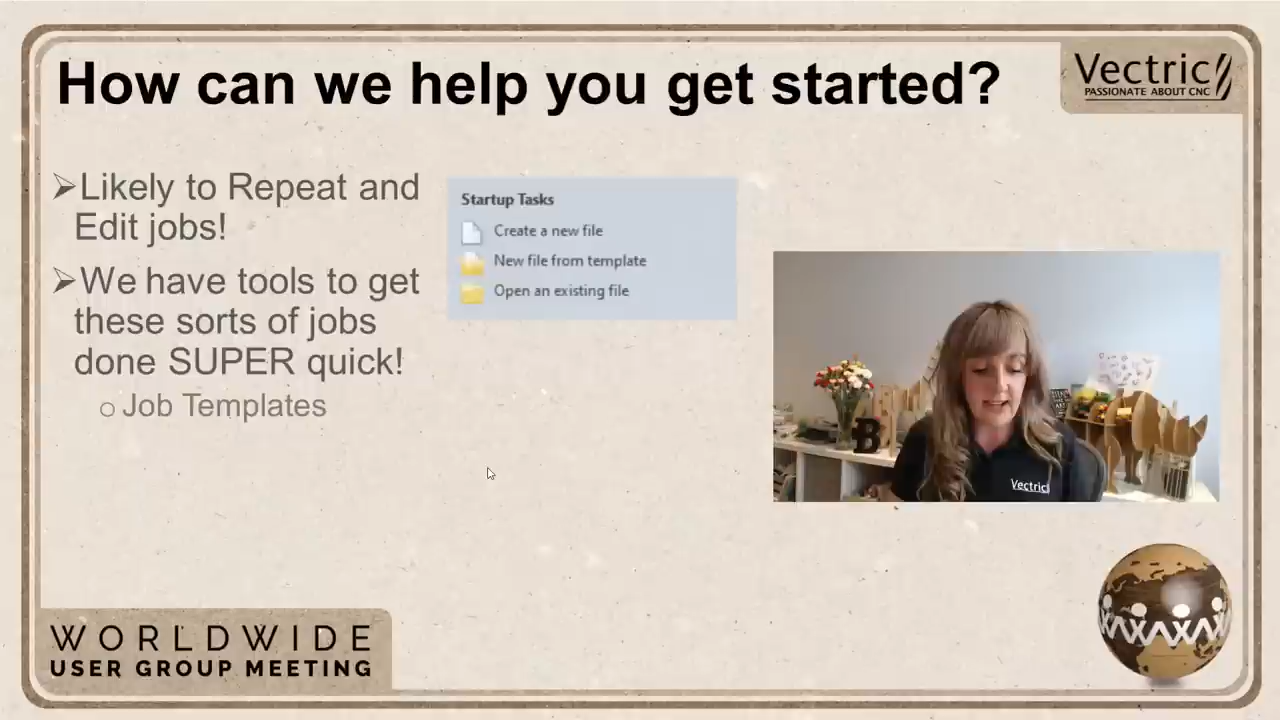 How can we help you get started?
Vectric
PASSIONATE ABOUT CNC
➢Likely to Repeat and
Edit jobs!
➢We have tools to get
these sorts of jobs
done SUPER quick!
○ Job Templates
Startup Tasks
Create a new file
New file from template
Open an existing file
B
Vectric
WORLDWIDE
USER GROUP MEETING